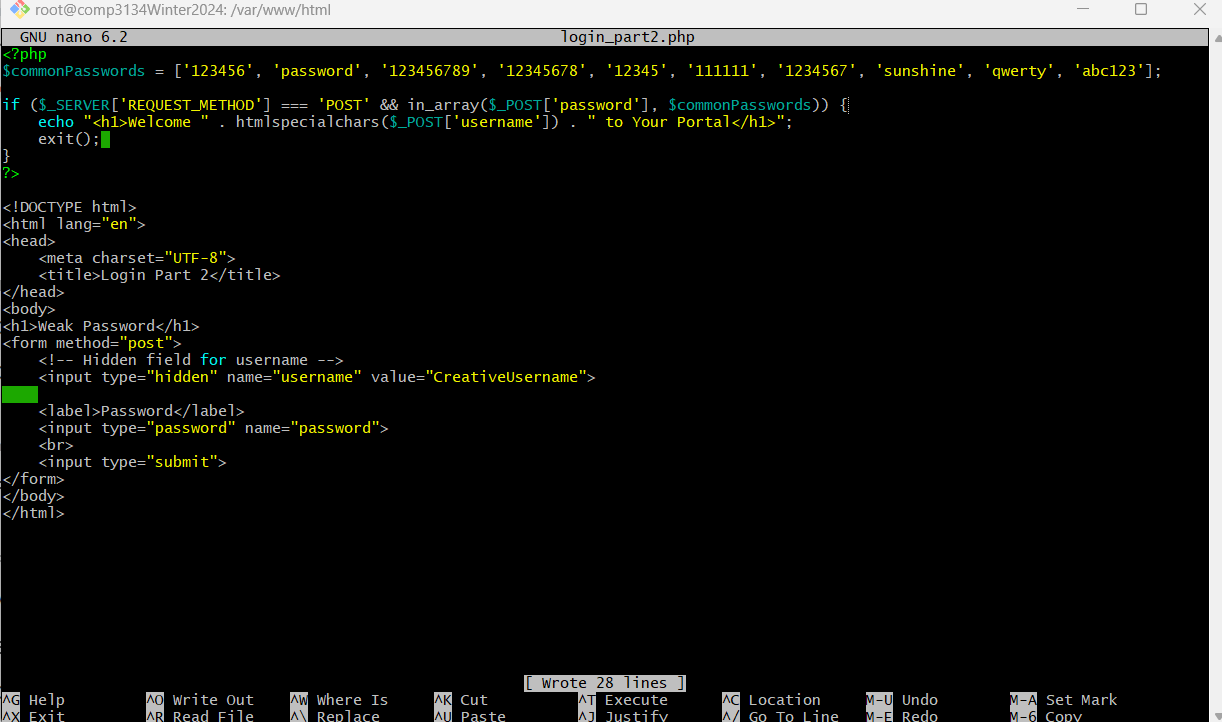 root@comp3134Winter2024: /var/www/html
GNU nano 6.2 login_part2.php
<?php
$commonPasswords = ['123456', 'password', '123456789', '12345678', '12345', '111111', '1234567', 'sunshine', 'qwerty', 'abc123'];

if ($_SERVER['REQUEST_METHOD'] === 'POST' && in_array($_POST['password'], $commonPasswords)) {
    echo "<h1>Welcome " . htmlspecialchars($_POST['username']) . " to Your Portal</h1>";
    exit();
}
?>

<!DOCTYPE html>
<html lang="en">
<head>
    <meta charset="UTF-8">
    <title>Login Part 2</title>
</head>
<body>
<h1>Weak Password</h1>
<form method="post">
    <!-- Hidden field for username -->
    <input type="hidden" name="username" value="CreativeUsername">

    <label>Password</label>
    <input type="password" name="password">
    <br>
    <input type="submit">
</form>
</body>
</html>
[ Wrote 28 lines ]
^G Help ^O Write Out ^W Where Is ^K Cut ^T Execute ^C Location M-U Undo M-A Set Mark
^X Exit ^R Read File ^\ Replace ^U Paste ^J Justify ^/ Go To Line M-E Redo M-6 Copy